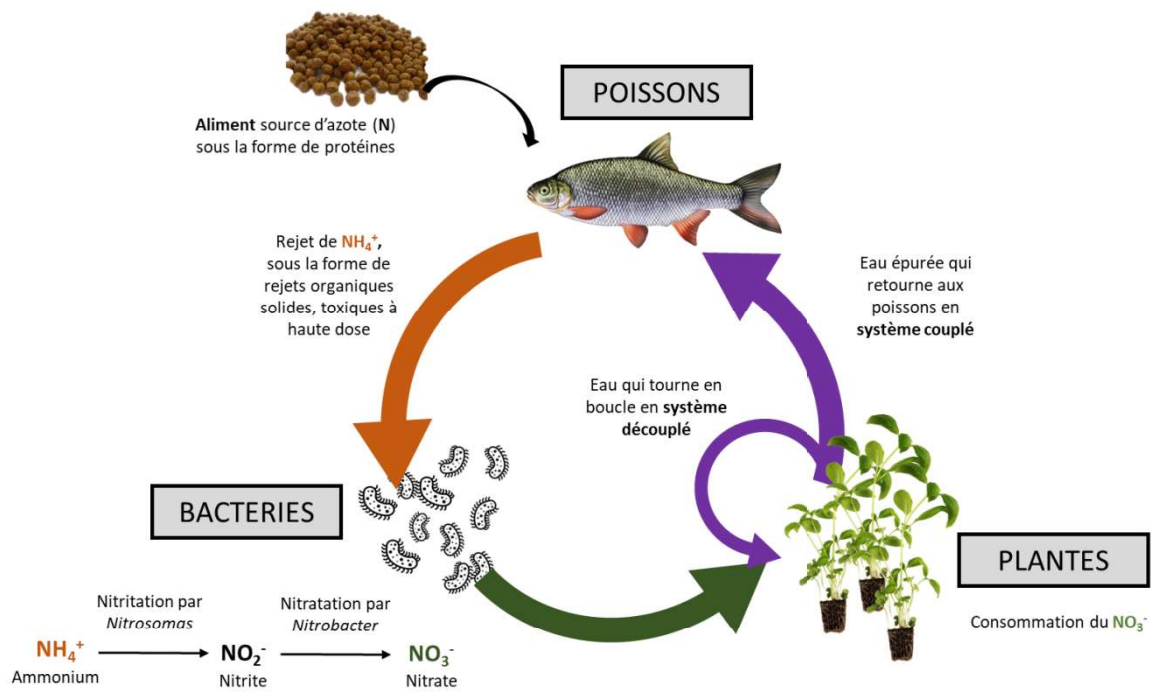 POISSONS
Aliment source d'azote (N)
sous la forme de protéines
Rejet de NH₄⁺,
sous la forme de
rejets organiques
solides, toxiques à
haute dose
Eau épurée qui
retourne aux
poissons en
système couplé
Eau qui tourne en
boucle en système
découplé
BACTERIES
PLANTES
Consommation du NO₃⁻
Nitritation par
Nitrosomas
Nitratation par
Nitrobacter
NH₄⁺
NO₂⁻
NO₃⁻
Ammonium
Nitrite
Nitrate